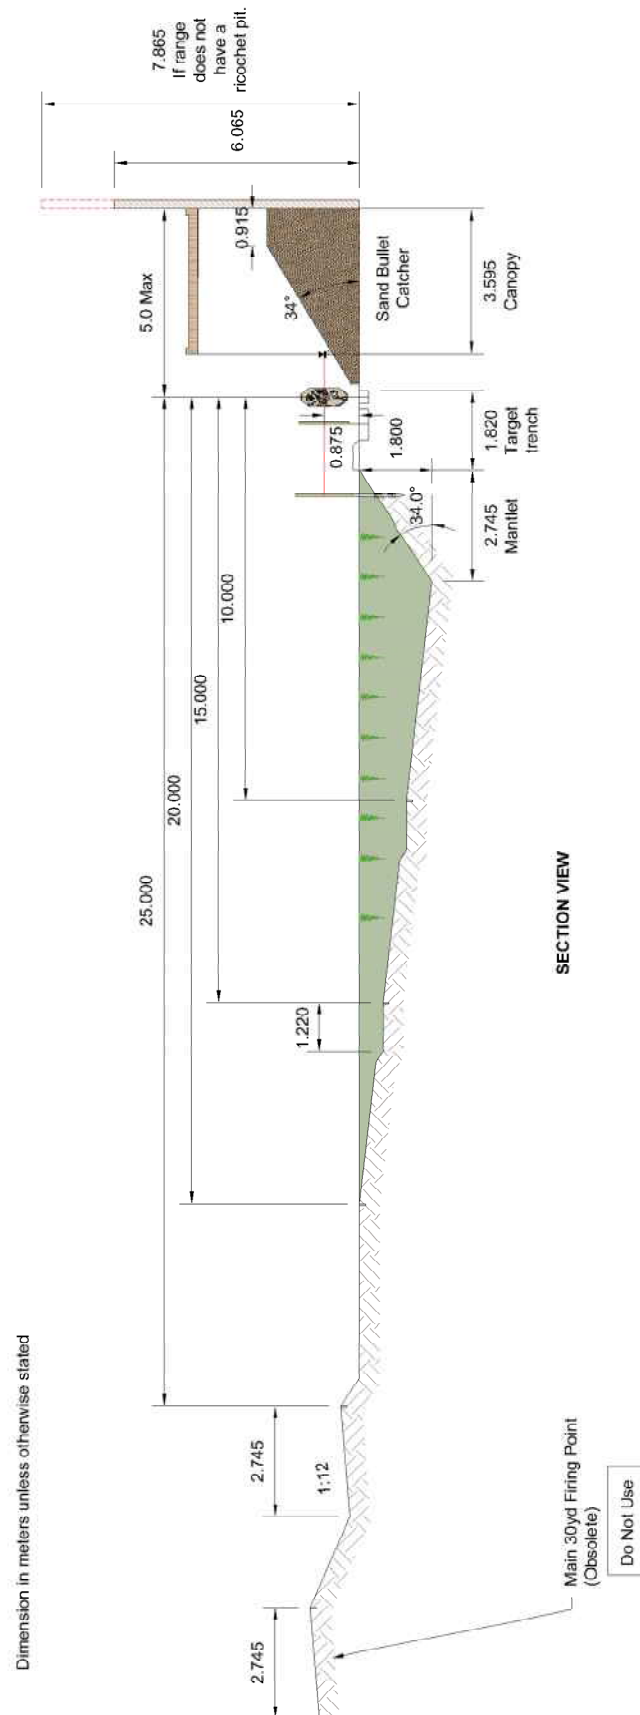 Dimension in meters unless otherwise stated
7.865
If range
does not
have a
ricochet pit.
6.065
5.0 Max
0.915
34°
Sand Bullet
Catcher
3.595
Canopy
25.000
20.000
15.000
10.000
0.875
1.800
1.820
Target
trench
34.0°
2.745
Mantlet
1.220
2.745
1:12
2.745
Main 30yd Firing Point
(Obsolete)
Do Not Use
SECTION VIEW